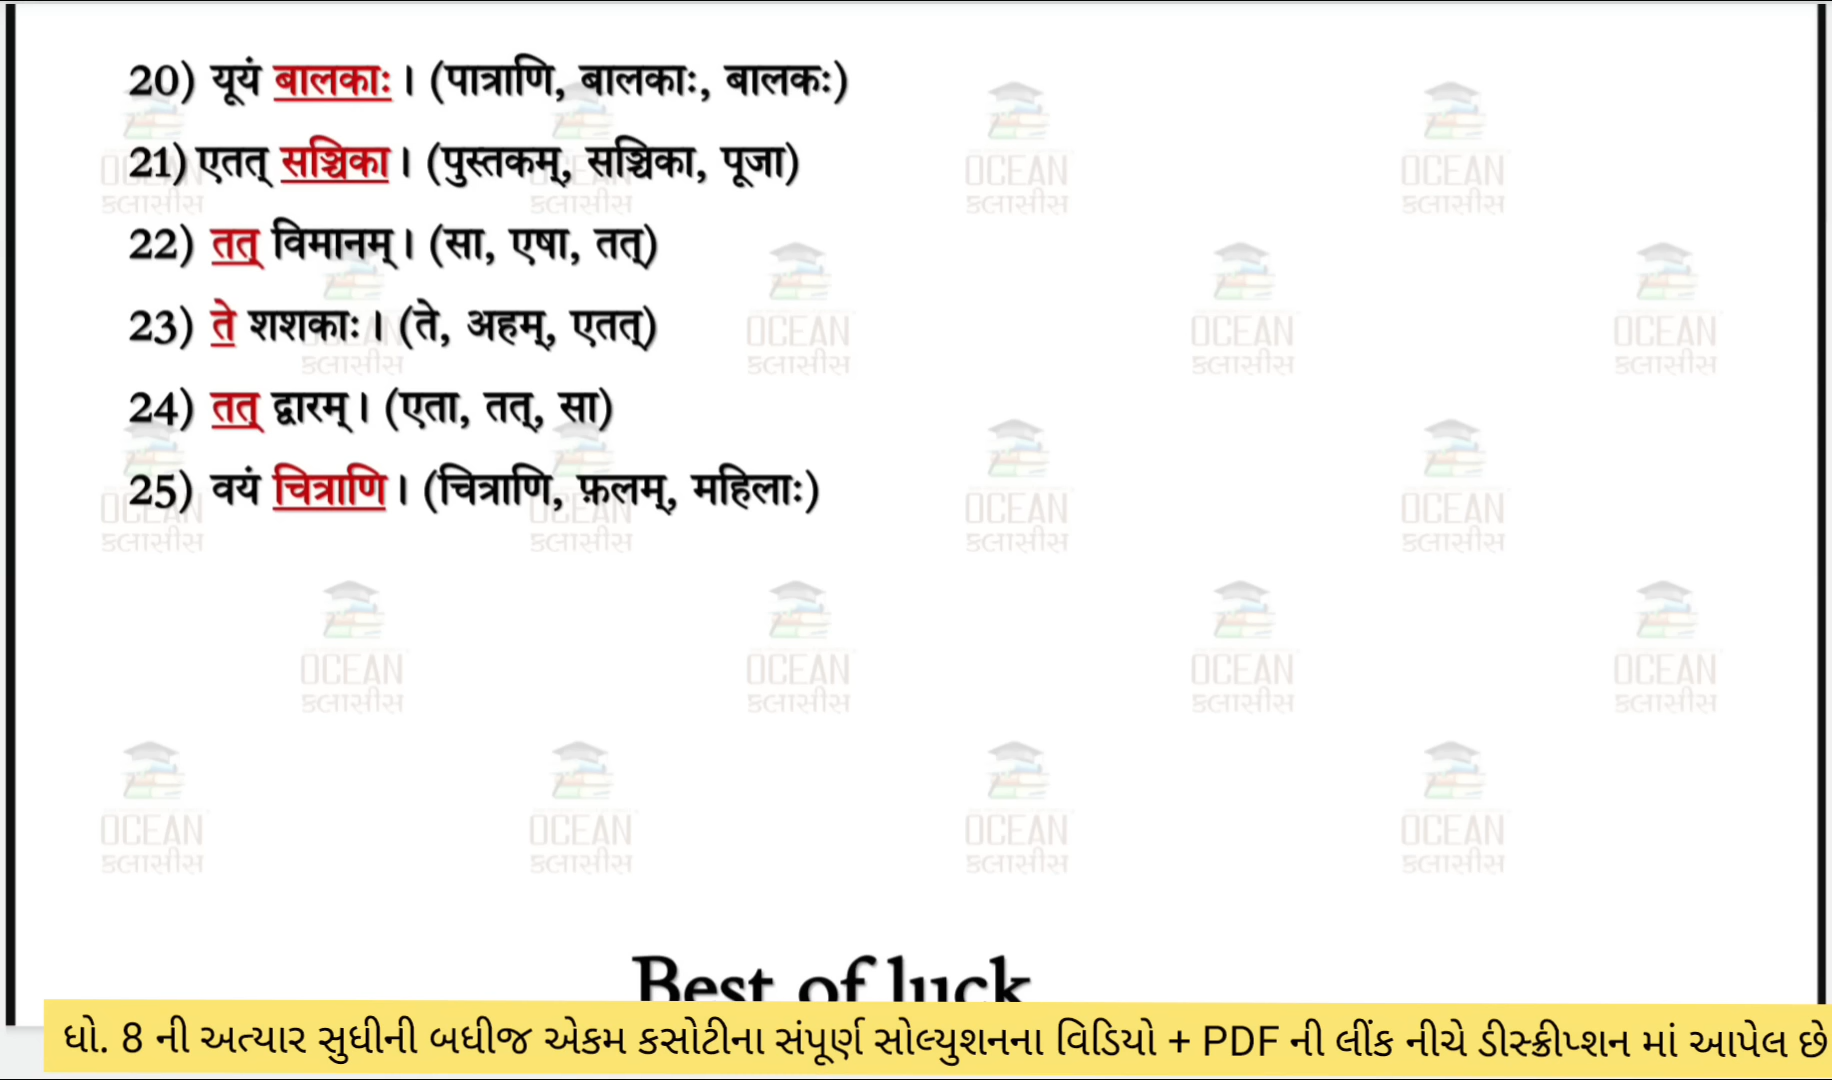 20) यूयं बालकाः । (पात्राणि, बालकाः, बालकः)
21) एतत् सञ्चिका । (पुस्तकम्, सञ्चिका, पूजा)
22) तत् विमानम् । (सा, एषा, तत्)
23) ते शशकाः । (ते, अहम्, एतत्)
24) तत् द्वारम् । (एता, तत्, सा)
25) वयं चित्राणि । (चित्राणि, फ़लम्, महिलाः)
OCEAN
ક્લાસીસ
Best of luck
ધો. 8 ની અત્યાર સુધીની બધીજ એકમ કસોટીના સંપૂર્ણ સોલ્યુશનના વિડિયો + PDF ની લીંક નીચે ડીસ્ક્રીપ્શન માં આપેલ છે